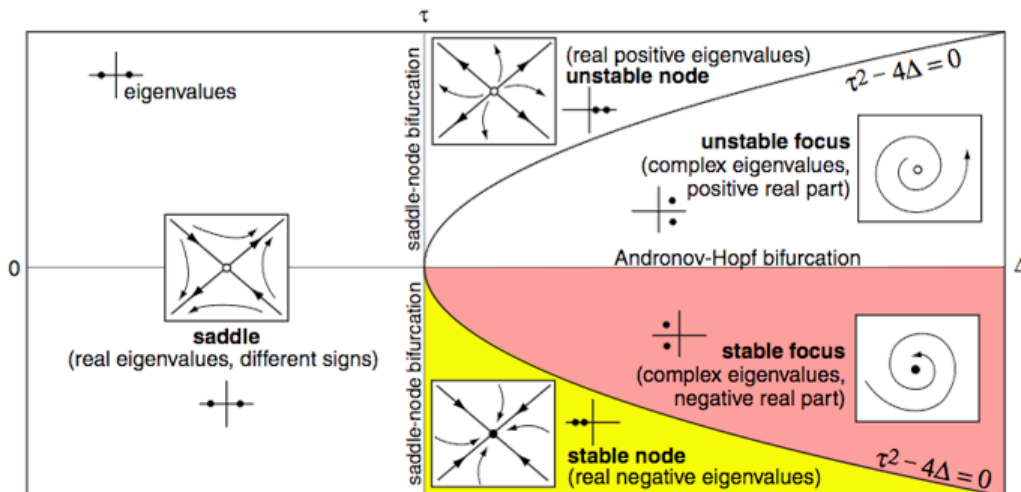 τ
eigenvalues
saddle-node bifurcation
(real positive eigenvalues)
unstable node
τ²− 4Δ = 0
unstable focus
(complex eigenvalues,
positive real part)
0
Andronov-Hopf bifurcation
Δ
saddle
(real eigenvalues, different signs)
saddle-node bifurcation
stable focus
(complex eigenvalues,
negative real part)
stable node
(real negative eigenvalues)
τ²− 4Δ = 0